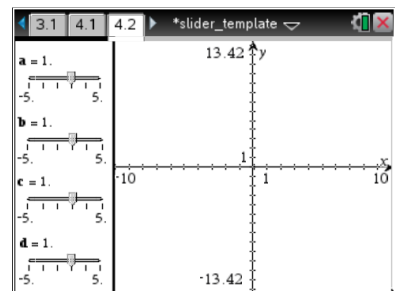 3.1 4.1 4.2 *slider_template
a = 1.
-5. 5.
b = 1.
-5. 5.
c = 1.
-5. 5.
d = 1.
-5. 5.
13.42 y
1
x
-10 1 10
-13.42